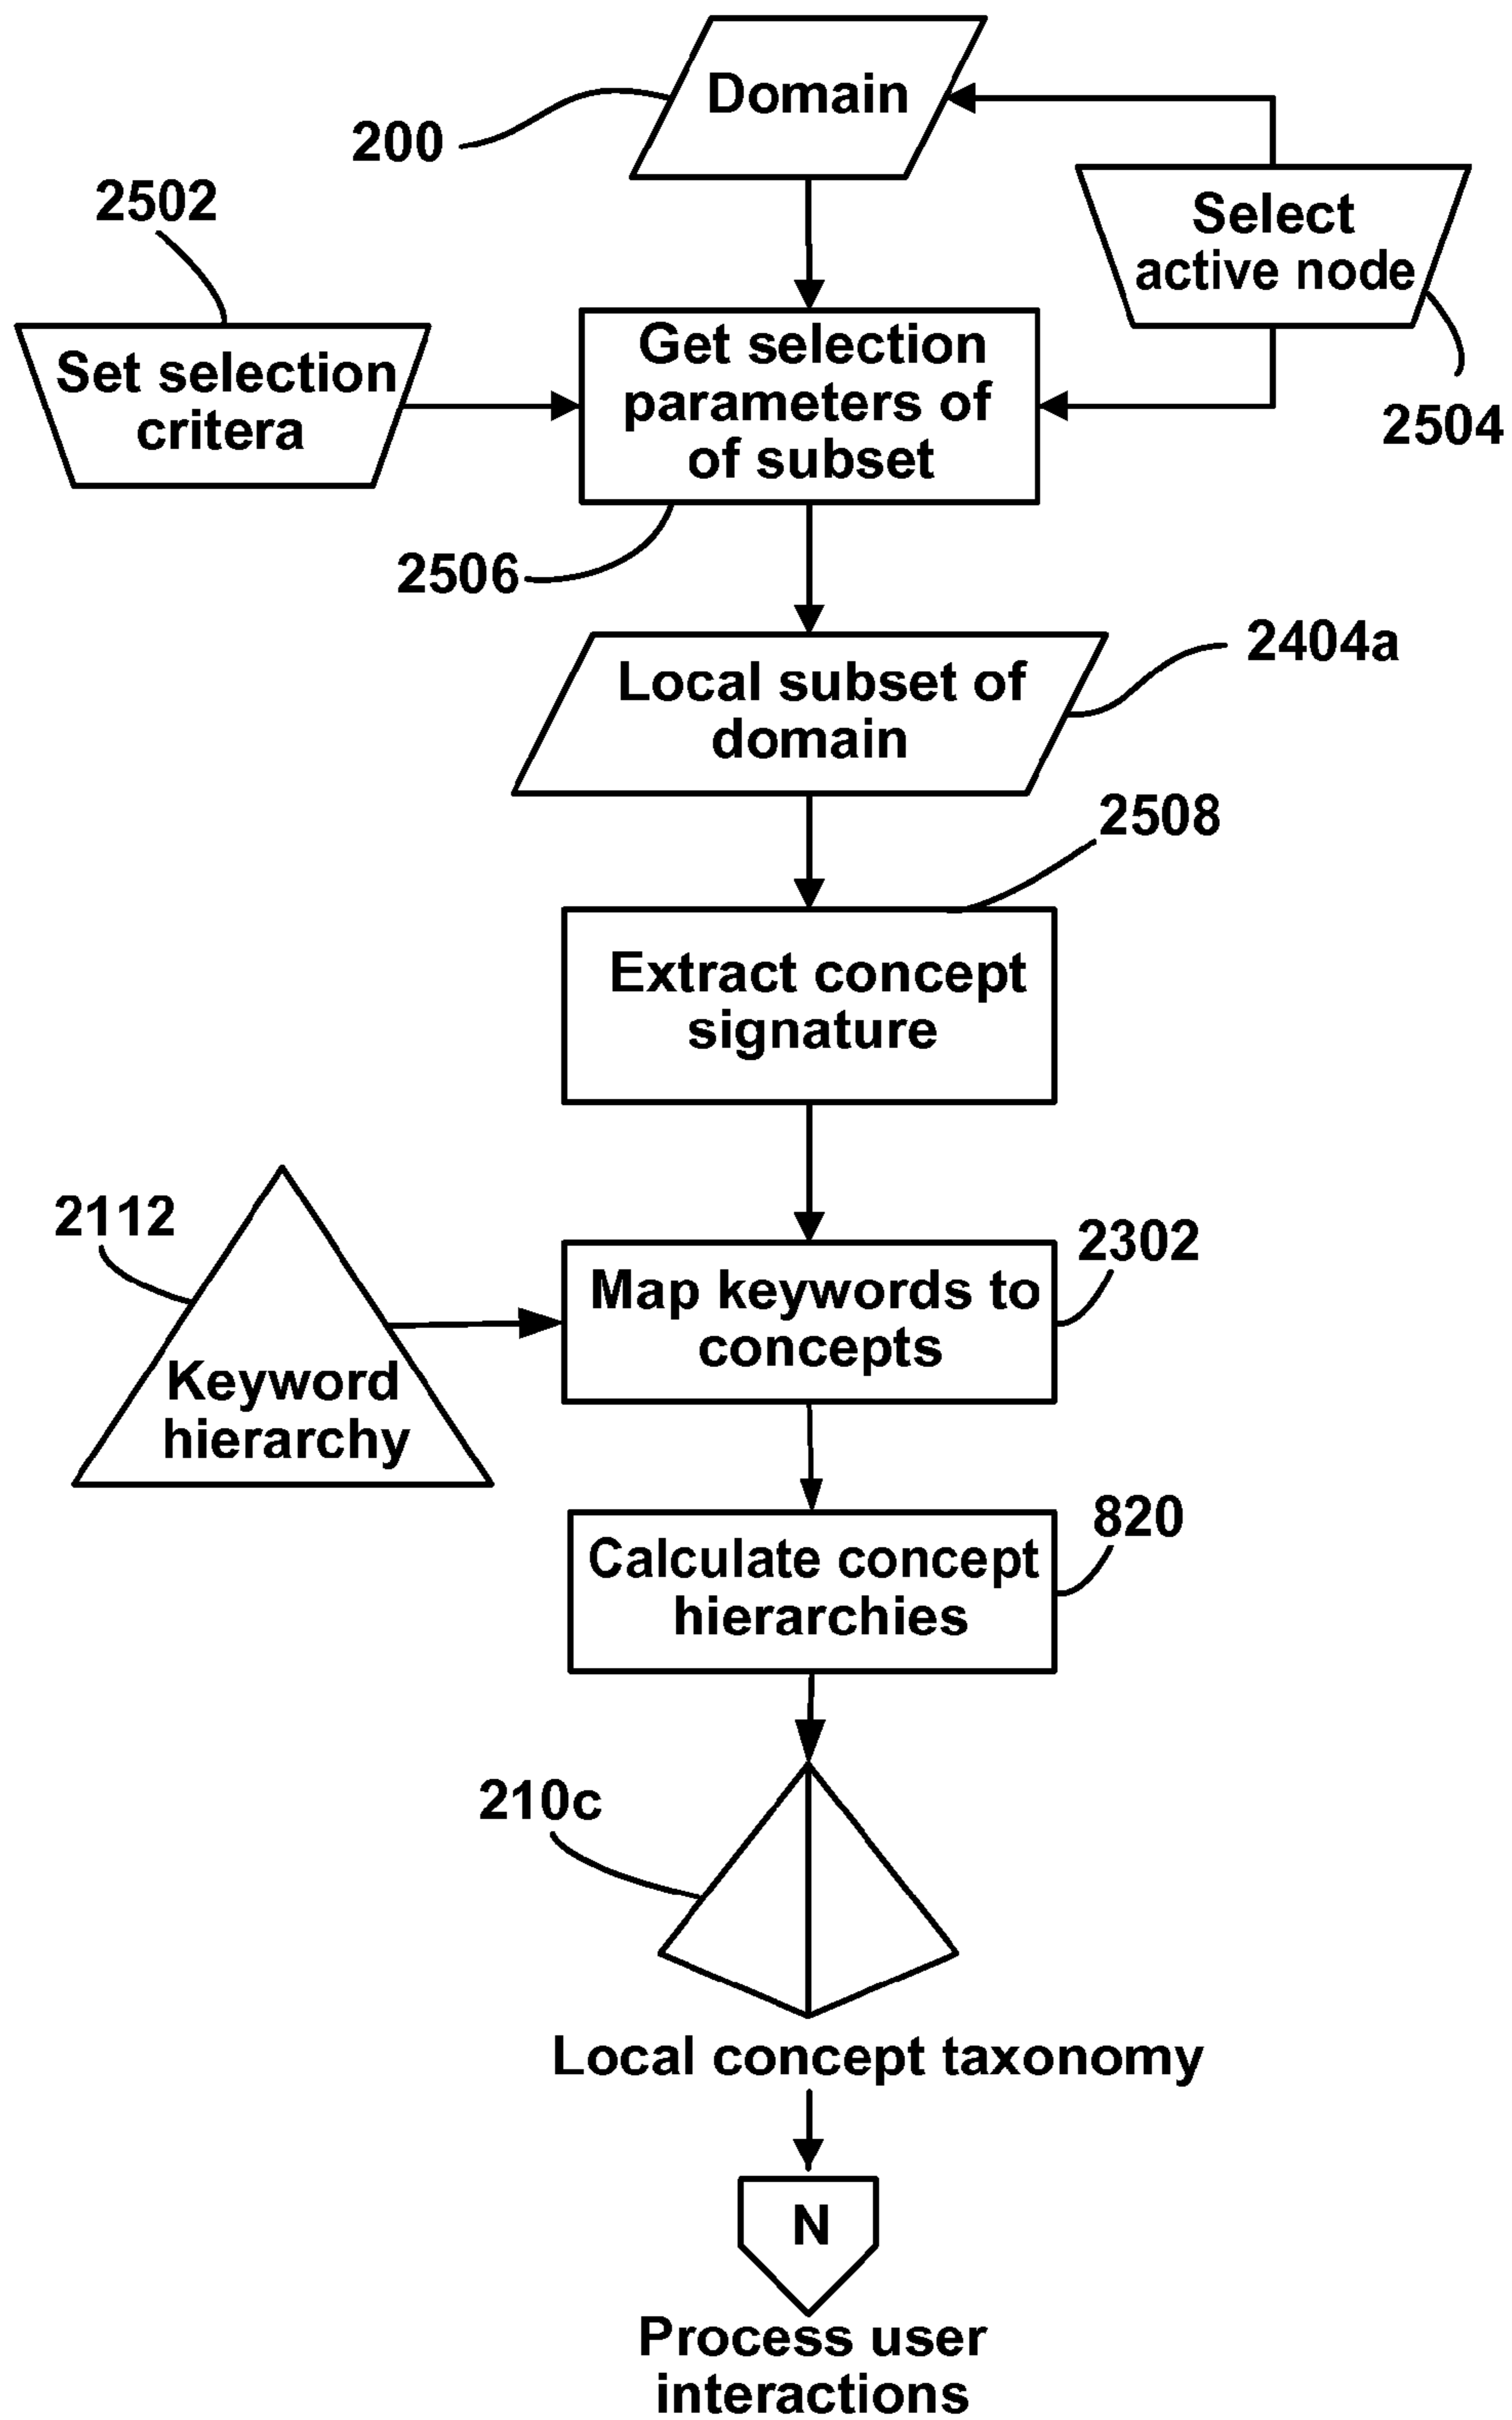 Domain
200
2502
Select
active node
Set selection
critera
Get selection
parameters of
of subset
2504
2506
Local subset of
domain
2404a
2508
Extract concept
signature
2112
Keyword
hierarchy
Map keywords to
concepts
2302
820
Calculate concept
hierarchies
210c
Local concept taxonomy
N
Process user
interactions